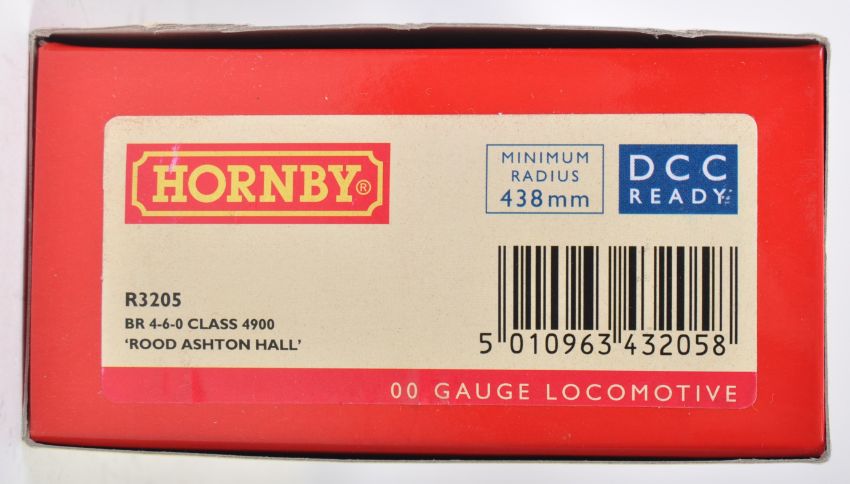 HORNBY®
MINIMUM
RADIUS
438mm
DCC
READY
R3205
BR 4-6-0 CLASS 4900
‘ROOD ASHTON HALL’
5 010963 432058
00 GAUGE LOCOMOTIVE